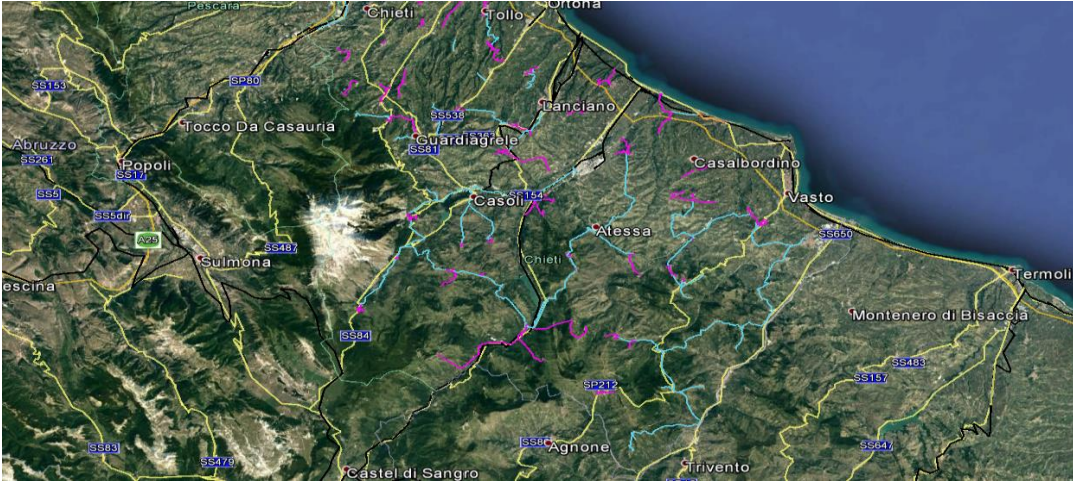 Pescara
Chieti
Tollo
Ortona
SS153
SP80
Lanciano
SS538
Tocco Da Casauria
SS363
Guardiagrele
Abruzzo
SS81
SS261
Popoli
SS17
Casalbordino
SS5
Casoli
SS154
Vasto
SS5dir
A25
Atessa
SS650
SS487
Sulmona
Chieti
escina
Termoli
Montenero di Bisaccia
SS84
SS483
SS157
SP212
SS83
SS86
Agnone
SS647
SS479
Castel di Sangro
Trivento